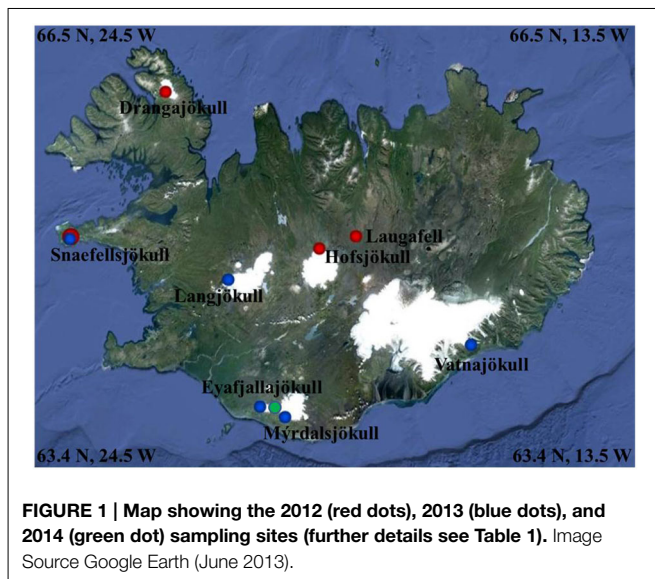 66.5 N, 24.5 W
66.5 N, 13.5 W
Drangajökull
Snaefellsjökull
Laugafell
Hofsjökull
Langjökull
Vatnajökull
Eyafjallajökull
Mýrdalsjökull
63.4 N, 24.5 W
63.4 N, 13.5 W
FIGURE 1 | Map showing the 2012 (red dots), 2013 (blue dots), and
2014 (green dot) sampling sites (further details see Table 1). Image
Source Google Earth (June 2013).